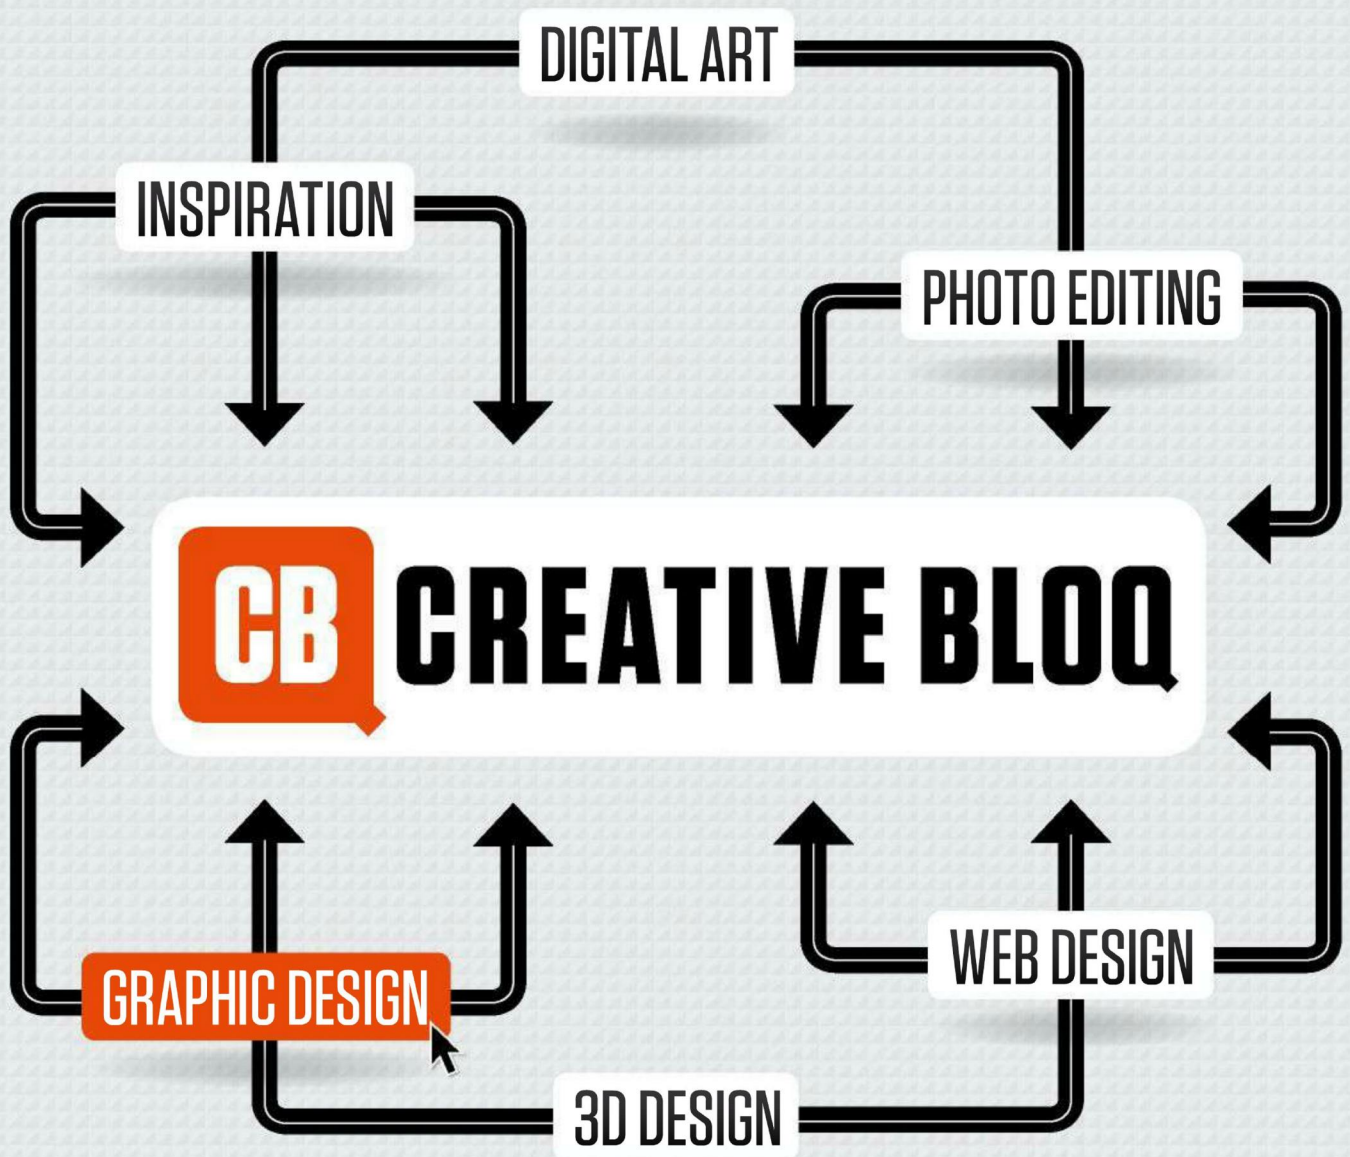 DIGITAL ART
INSPIRATION
PHOTO EDITING
CB CREATIVE BLOQ
GRAPHIC DESIGN
WEB DESIGN
3D DESIGN